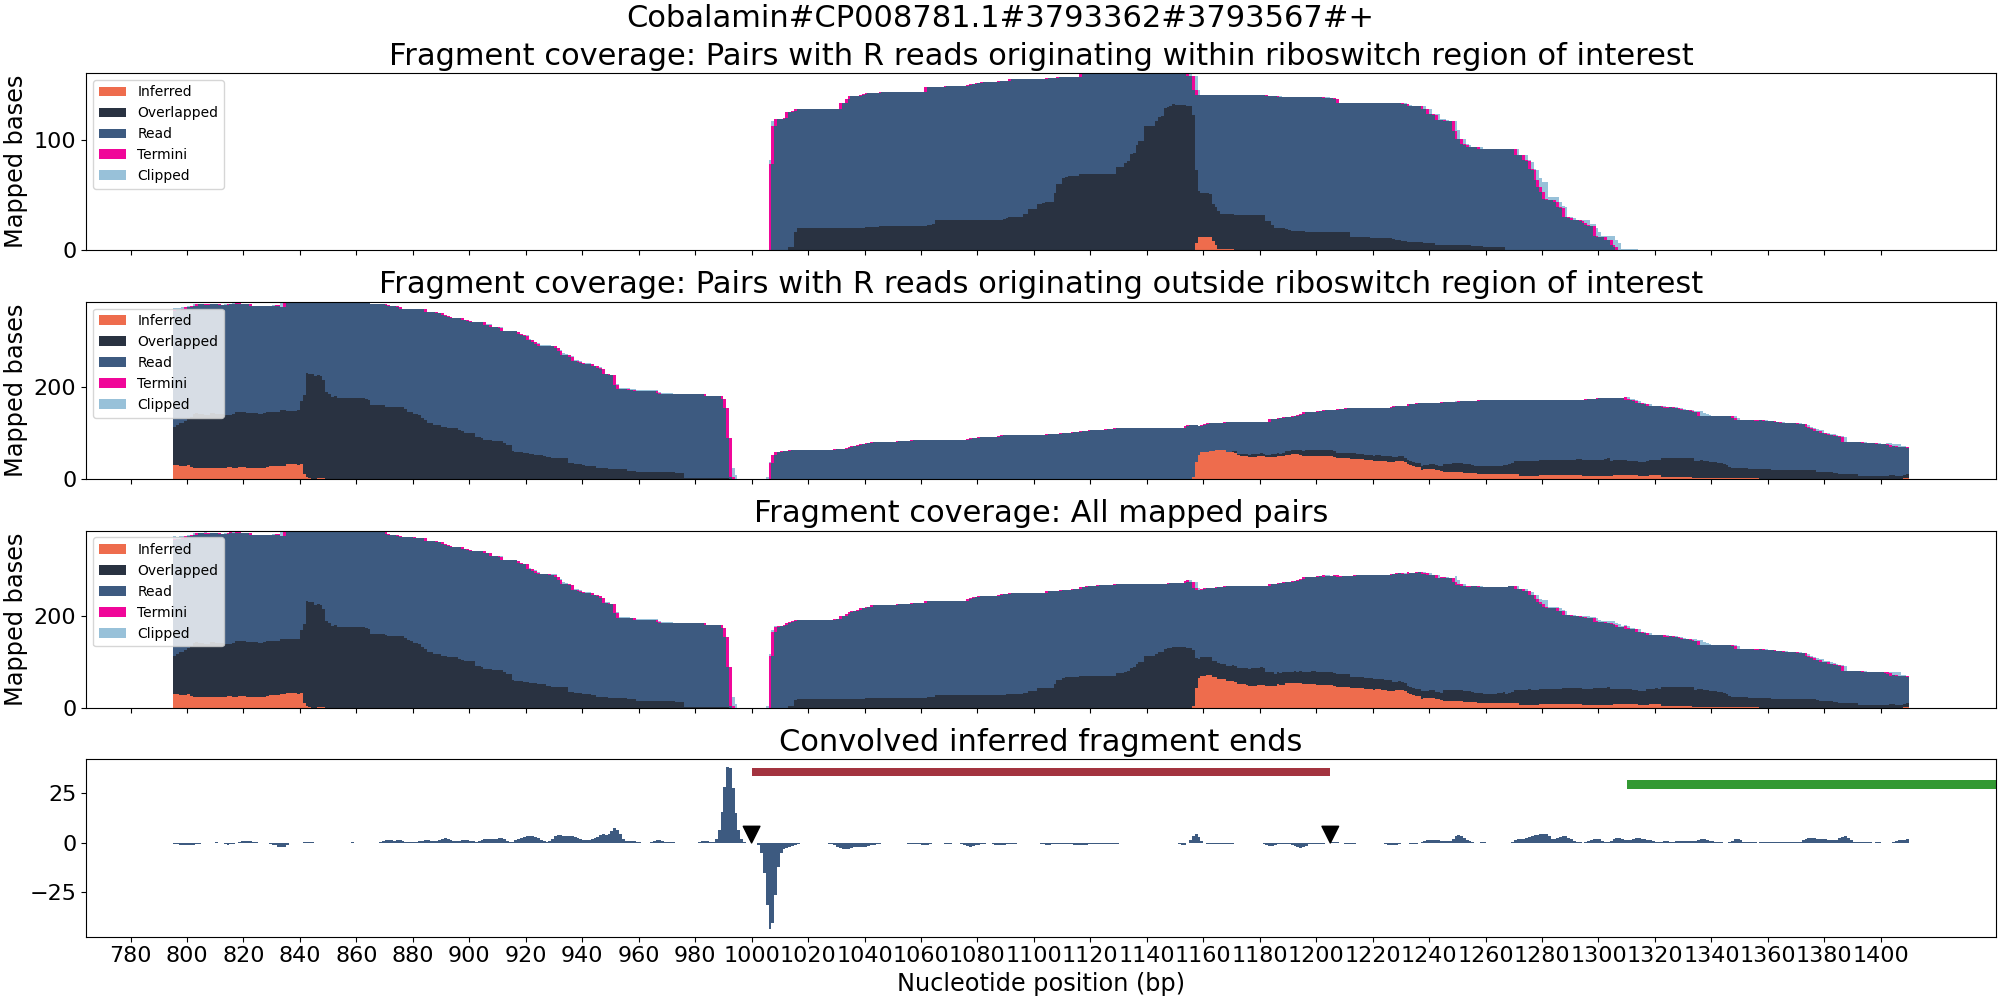 Cobalamin#CP008781.1#3793362#3793567#+
Fragment coverage: Pairs with R reads originating within riboswitch region of interest
Mapped bases
100
0
Inferred
Overlapped
Read
Termini
Clipped
Fragment coverage: Pairs with R reads originating outside riboswitch region of interest
Mapped bases
200
0
Inferred
Overlapped
Read
Termini
Clipped
Fragment coverage: All mapped pairs
Mapped bases
200
0
Inferred
Overlapped
Read
Termini
Clipped
Convolved inferred fragment ends
25
0
−25
780 800 820 840 860 880 900 920 940 960 980 1000 1020 1040 1060 1080 1100 1120 1140 1160 1180 1200 1220 1240 1260 1280 1300 1320 1340 1360 1380 1400
Nucleotide position (bp)